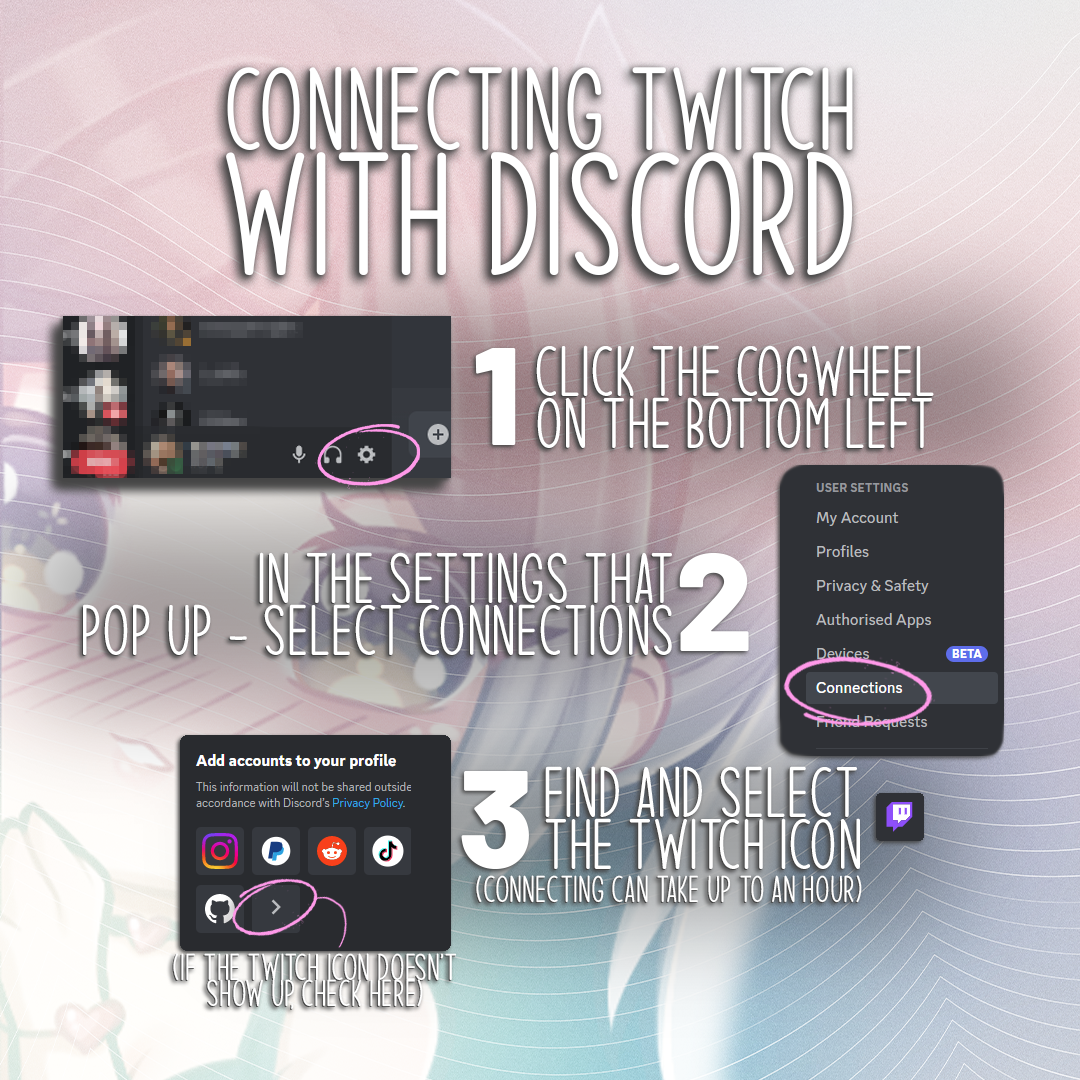 CONNECTING TWITCH
WITH DISCORD
1 CLICK THE COGWHEEL
ON THE BOTTOM LEFT
IN THE SETTINGS THAT
POP UP - SELECT CONNECTIONS 2
USER SETTINGS
My Account
Profiles
Privacy & Safety
Authorised Apps
Devices BETA
Connections
Friend Requests
Add accounts to your profile
This information will not be shared outside
accordance with Discord's Privacy Policy.
3 FIND AND SELECT
THE TWITCH ICON
(CONNECTING CAN TAKE UP TO AN HOUR)
(IF THE TWITCH ICON DOESN'T
SHOW UP, CHECK HERE)